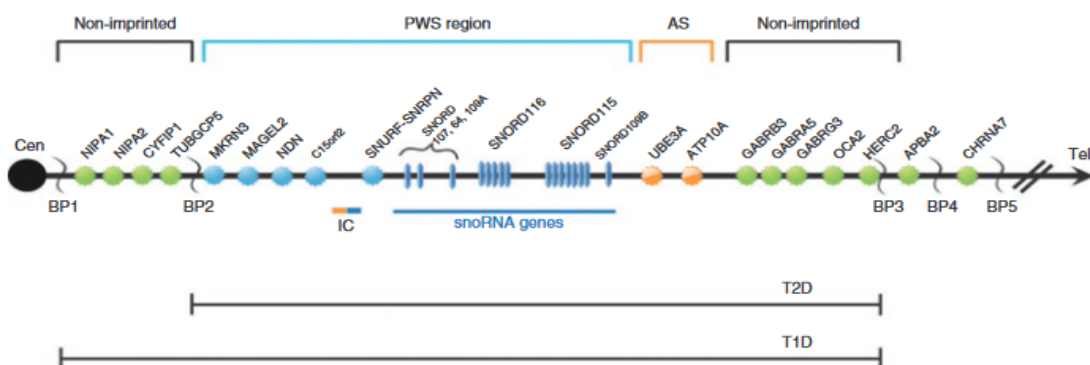 Non-imprinted PWS region AS Non-imprinted
NIPA1 NIPA2 CYFIP1 TUBGCP5 MKRN3 MAGEL2 NDN C15orf2 SNURF-SNRPN SNORD SNORD116 SNORD115 SNORD109B UBE3A ATP10A GABRB3 GABRA5 GABRG3 OCA2 HERC2 APBA2 CHRNA7
107, 64, 109A
Cen Tel
BP1 BP2 BP3 BP4 BP5
IC snoRNA genes
T2D
T1D